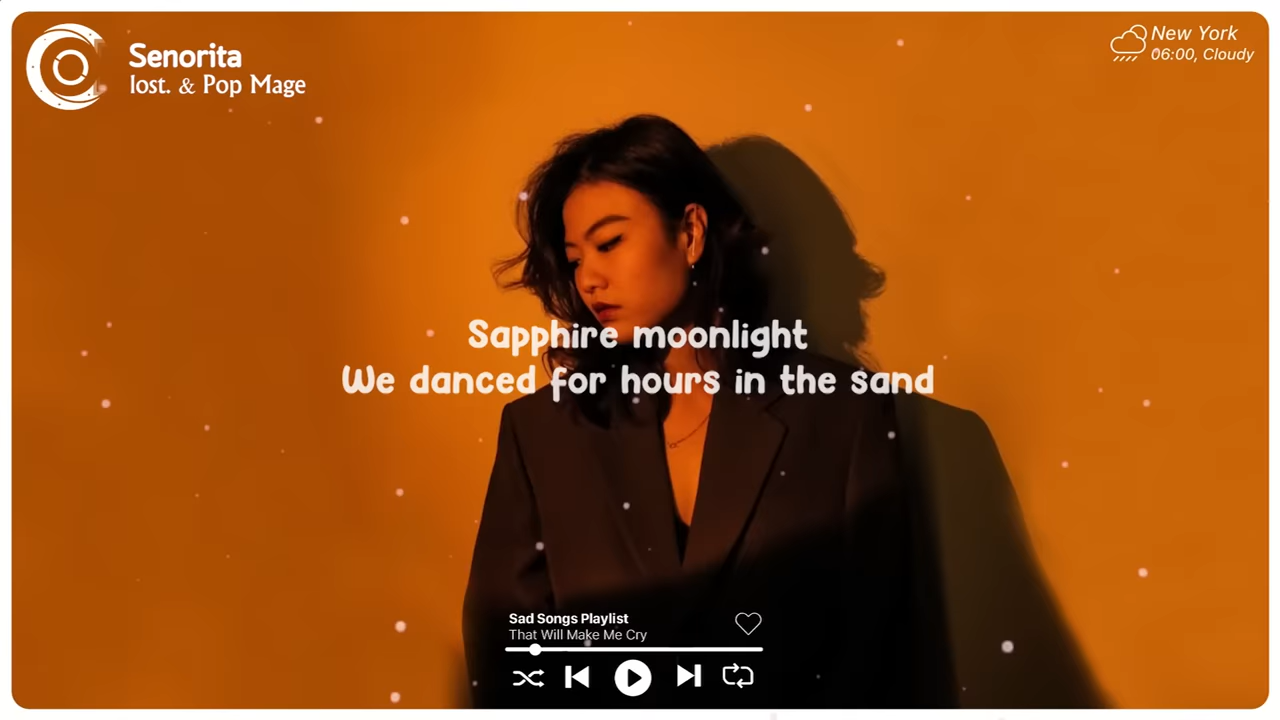 Senorita
lost. & Pop Mage
New York
06:00, Cloudy
Sapphire moonlight
We danced for hours in the sand
Sad Songs Playlist
That Will Make Me Cry